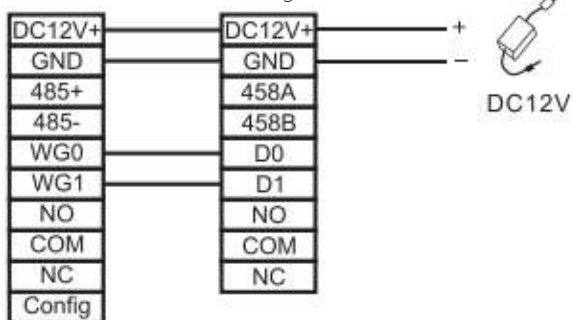 DC12V+ DC12V+ +
GND GND −
485+ 458A
485- 458B DC12V
WG0 D0
WG1 D1
NO NO
COM COM
NC NC
Config